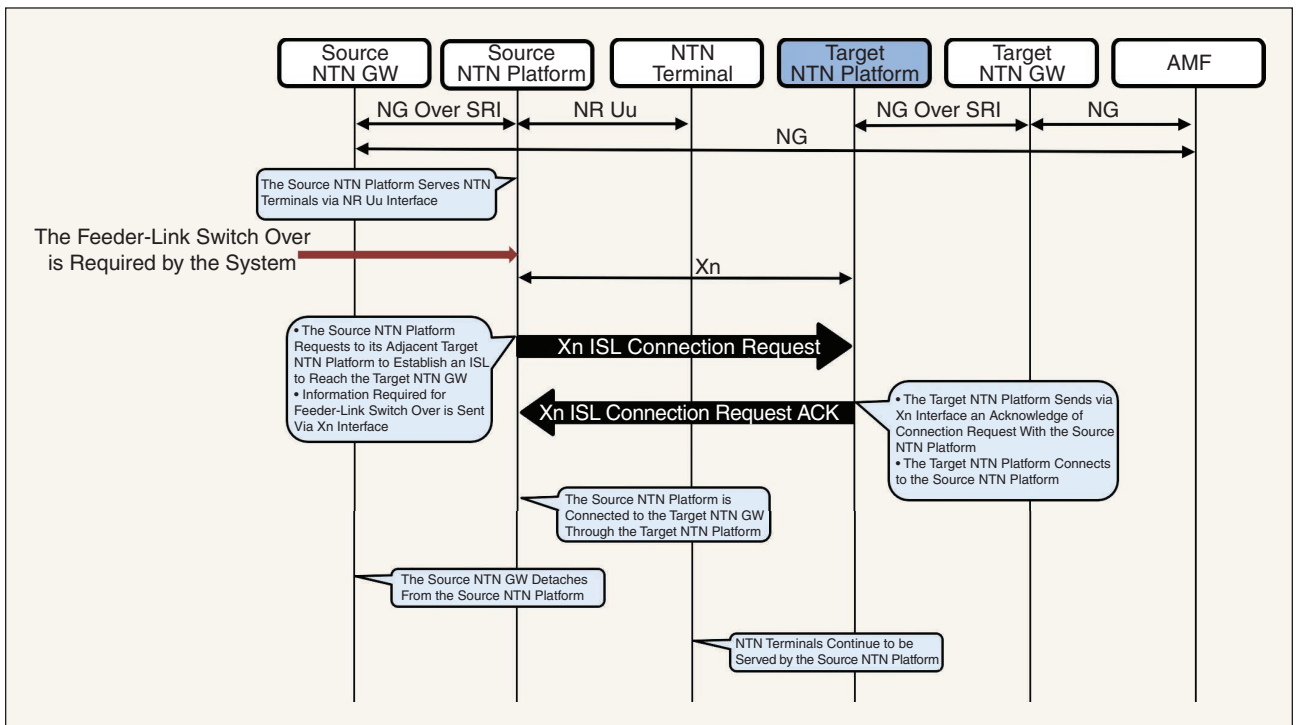 Source
NTN GW
Source
NTN Platform
NTN
Terminal
Target
NTN Platform
Target
NTN GW
AMF
NG Over SRI
NR Uu
NG Over SRI
NG
NG
The Source NTN Platform Serves NTN
Terminals via NR Uu Interface
The Feeder-Link Switch Over
is Required by the System
Xn
• The Source NTN Platform
Requests to its Adjacent Target
NTN Platform to Establish an ISL
to Reach the Target NTN GW
• Information Required for
Feeder-Link Switch Over is Sent
Via Xn Interface
Xn ISL Connection Request
Xn ISL Connection Request ACK
• The Target NTN Platform Sends via
Xn Interface an Acknowledge of
Connection Request With the Source
NTN Platform
• The Target NTN Platform Connects
to the Source NTN Platform
The Source NTN Platform is
Connected to the Target NTN GW
Through the Target NTN Platform
The Source NTN GW Detaches
From the Source NTN Platform
NTN Terminals Continue to be
Served by the Source NTN Platform